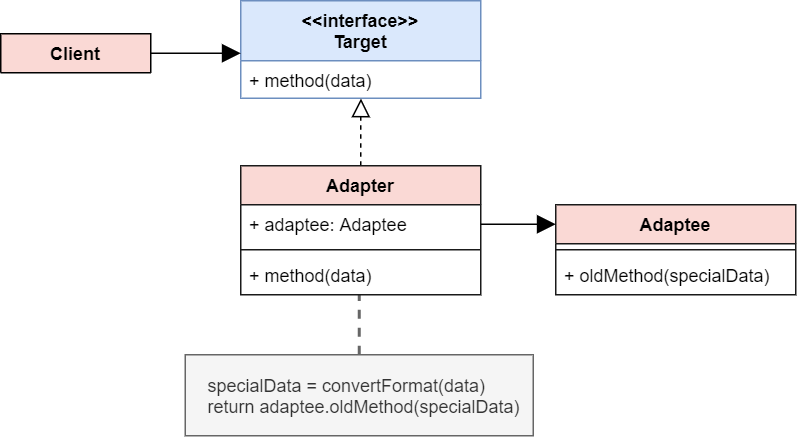 Client
<<interface>>
Target
+ method(data)
Adapter
+ adaptee: Adaptee
+ method(data)
Adaptee
+ oldMethod(specialData)
specialData = convertFormat(data)
return adaptee.oldMethod(specialData)